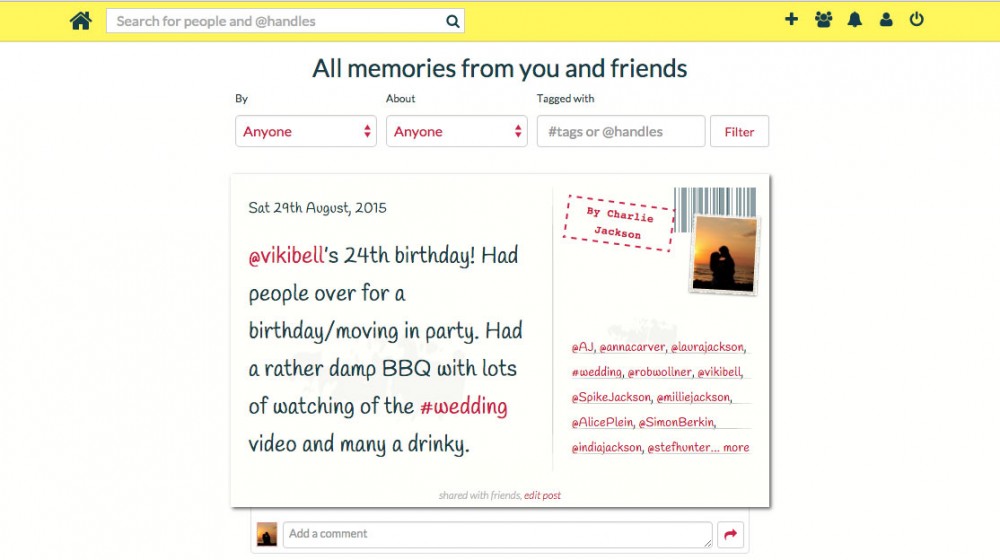 Search for people and @handles
All memories from you and friends
By
About
Tagged with
Anyone
Anyone
#tags or @handles
Filter
Sat 29th August, 2015
@vikibell's 24th birthday! Had
people over for a
birthday/moving in party. Had
a rather damp BBQ with lots
of watching of the #wedding
video and many a drinky.
By Charlie
Jackson
@AJ, @annacarver, @laurajackson,
#wedding, @robwollner, @vikibell,
@SpikeJackson, @milliejackson,
@AlicePlein, @SimonBerkin,
@indiajackson, @stefhunter... more
shared with friends, edit post
Add a comment